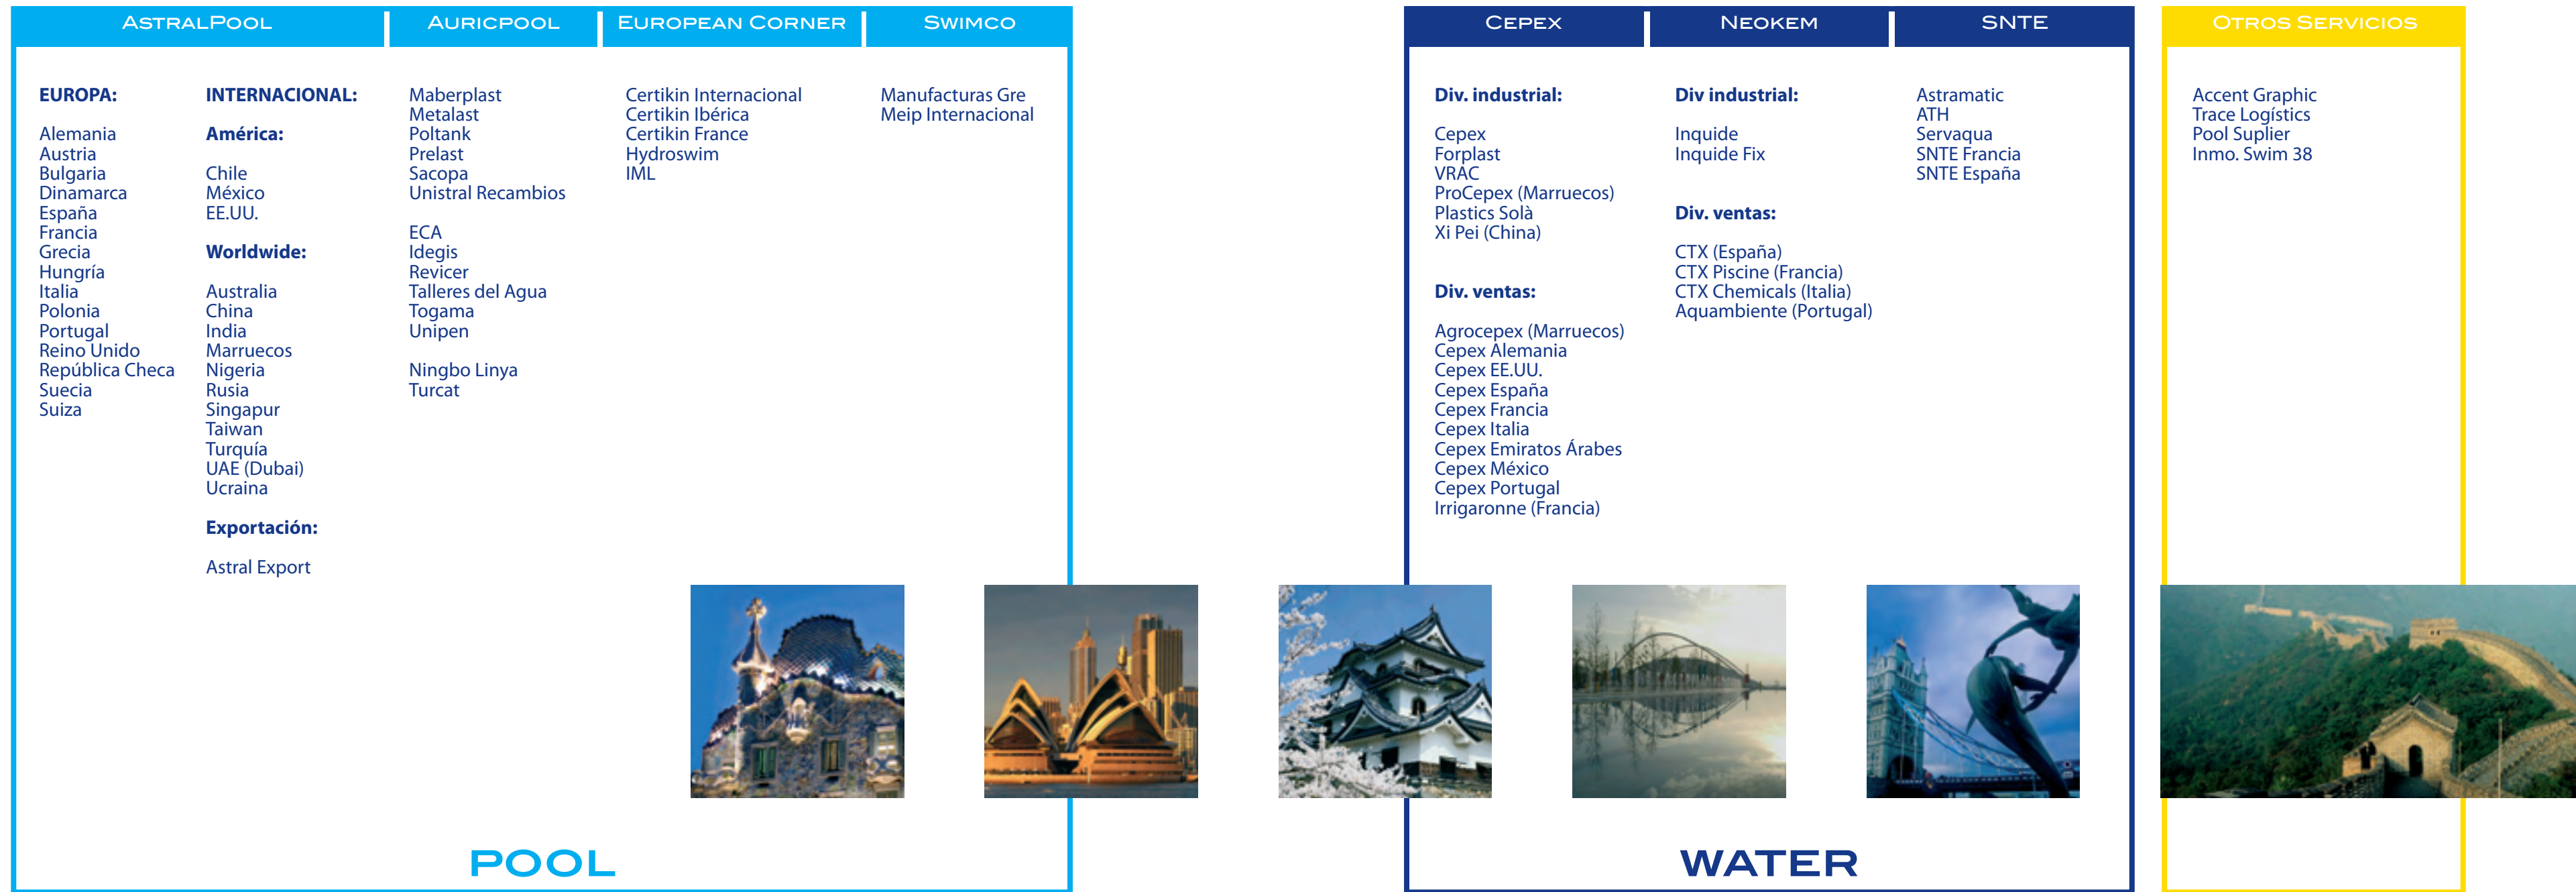 AstralPool
EUROPA:
Alemania
Austria
Bulgaria
Dinamarca
España
Francia
Grecia
Hungría
Italia
Polonia
Portugal
Reino Unido
República Checa
Suecia
Suiza
INTERNACIONAL:
América:
Chile
México
EE.UU.
Worldwide:
Australia
China
India
Marruecos
Nigeria
Rusia
Singapur
Taiwan
Turquía
UAE (Dubai)
Ucraina
Exportación:
Astral Export
Auricpool
Maberplast
Metalast
Poltank
Prelast
Sacopa
Unistral Recambios
ECA
Idegis
Revicer
Talleres del Agua
Togama
Unipen
Ningbo Linya
Turcat
European Corner
Certikin Internacional
Certikin Ibérica
Certikin France
Hydroswim
IML
Swimco
Manufacturas Gre
Meip Internacional
POOL
Cepex
Div. industrial:
Cepex
Forplast
VRAC
ProCepex (Marruecos)
Plastics Solà
Xi Pei (China)
Div. ventas:
Agrocepex (Marruecos)
Cepex Alemania
Cepex EE.UU.
Cepex España
Cepex Francia
Cepex Italia
Cepex Emiratos Árabes
Cepex México
Cepex Portugal
Irrigaronne (Francia)
Neokem
Div industrial:
Inquide
Inquide Fix
Div. ventas:
CTX (España)
CTX Piscine (Francia)
CTX Chemicals (Italia)
Aquambiente (Portugal)
SNTE
Astramatic
ATH
Servaqua
SNTE Francia
SNTE España
WATER
Otros Servicios
Accent Graphic
Trace Logístics
Pool Suplier
Inmo. Swim 38